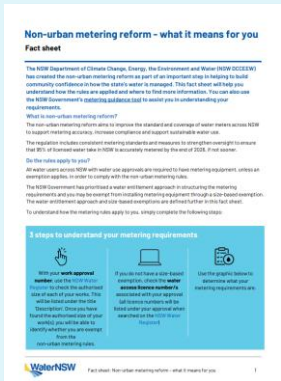 Non-urban metering reform – what it means for you
Fact sheet
The NSW Department of Climate Change, Energy, the Environment and Water (NSW DCCEEW)
has created the non-urban metering reform as part of an important step in helping to build
community confidence in how the state's water is managed. This fact sheet will help you
understand how the rules are applied and where to find more information. You can also use
the NSW Government's metering guidance tool to assist you in understanding your
requirements.
What is non-urban metering reform?
The non-urban metering reform aims to improve the standard and coverage of water meters across NSW
to support metering accuracy, increase compliance and support sustainable water use.
The regulation includes consistent metering standards and measures to strengthen oversight to ensure
that 95% of licensed water take in NSW is accurately metered by the end of 2026, if not sooner.
Do the rules apply to you?
All water users across NSW with water use approvals are required to have metering equipment, unless an
exemption applies, in order to comply with the non-urban metering rules.
The NSW Government has prioritised a water entitlement approach in structuring the metering
requirements and you may be exempt from installing metering equipment through a size-based exemption.
The water entitlement approach and size-based exemptions are defined further in this fact sheet.
To understand how the metering rules apply to you, simply complete the following steps:
3 steps to understand your metering requirements
With your work approval
number, use the NSW Water
Register to check the authorised
size of each of your works. This
will be listed under the title
'Description'. Once you have
found the authorised size of your
work(s), you will be able to
identify whether you are exempt
from the
non-urban metering rules.
If you do not have a size-based
exemption, check the water
access licence number/s
associated with your approval
(all licence numbers will be
listed under your approval when
searched on the NSW Water
Register)
Use the graphic below to
determine what your
metering requirements are.
WaterNSW
Fact sheet: Non-urban metering reform – what it means for you
1